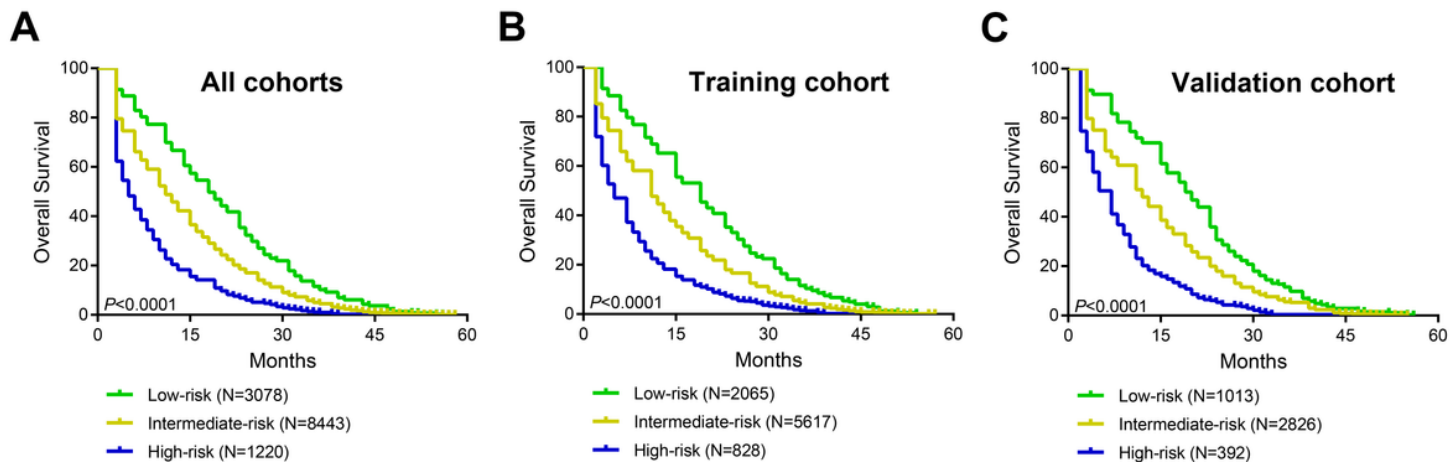 A
All cohorts
Overall Survival
100
80
60
40
20
0
P<0.0001
0 15 30 45 60
Months
Low-risk (N=3078)
Intermediate-risk (N=8443)
High-risk (N=1220)
B
Training cohort
Overall Survival
100
80
60
40
20
0
P<0.0001
0 15 30 45 60
Months
Low-risk (N=2065)
Intermediate-risk (N=5617)
High-risk (N=828)
C
Validation cohort
Overall Survival
100
80
60
40
20
0
P<0.0001
0 15 30 45 60
Months
Low-risk (N=1013)
Intermediate-risk (N=2826)
High-risk (N=392)